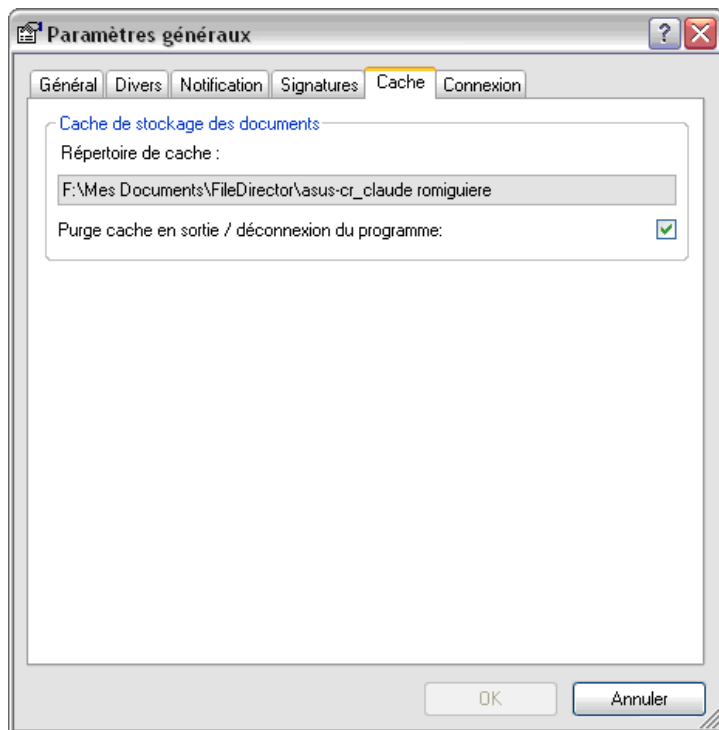 Paramètres généraux
Général Divers Notification Signatures Cache Connexion
Cache de stockage des documents
Répertoire de cache :
F:\Mes Documents\FileDirector\asus-cr_claude romiguiere
Purge cache en sortie / déconnexion du programme:
OK Annuler